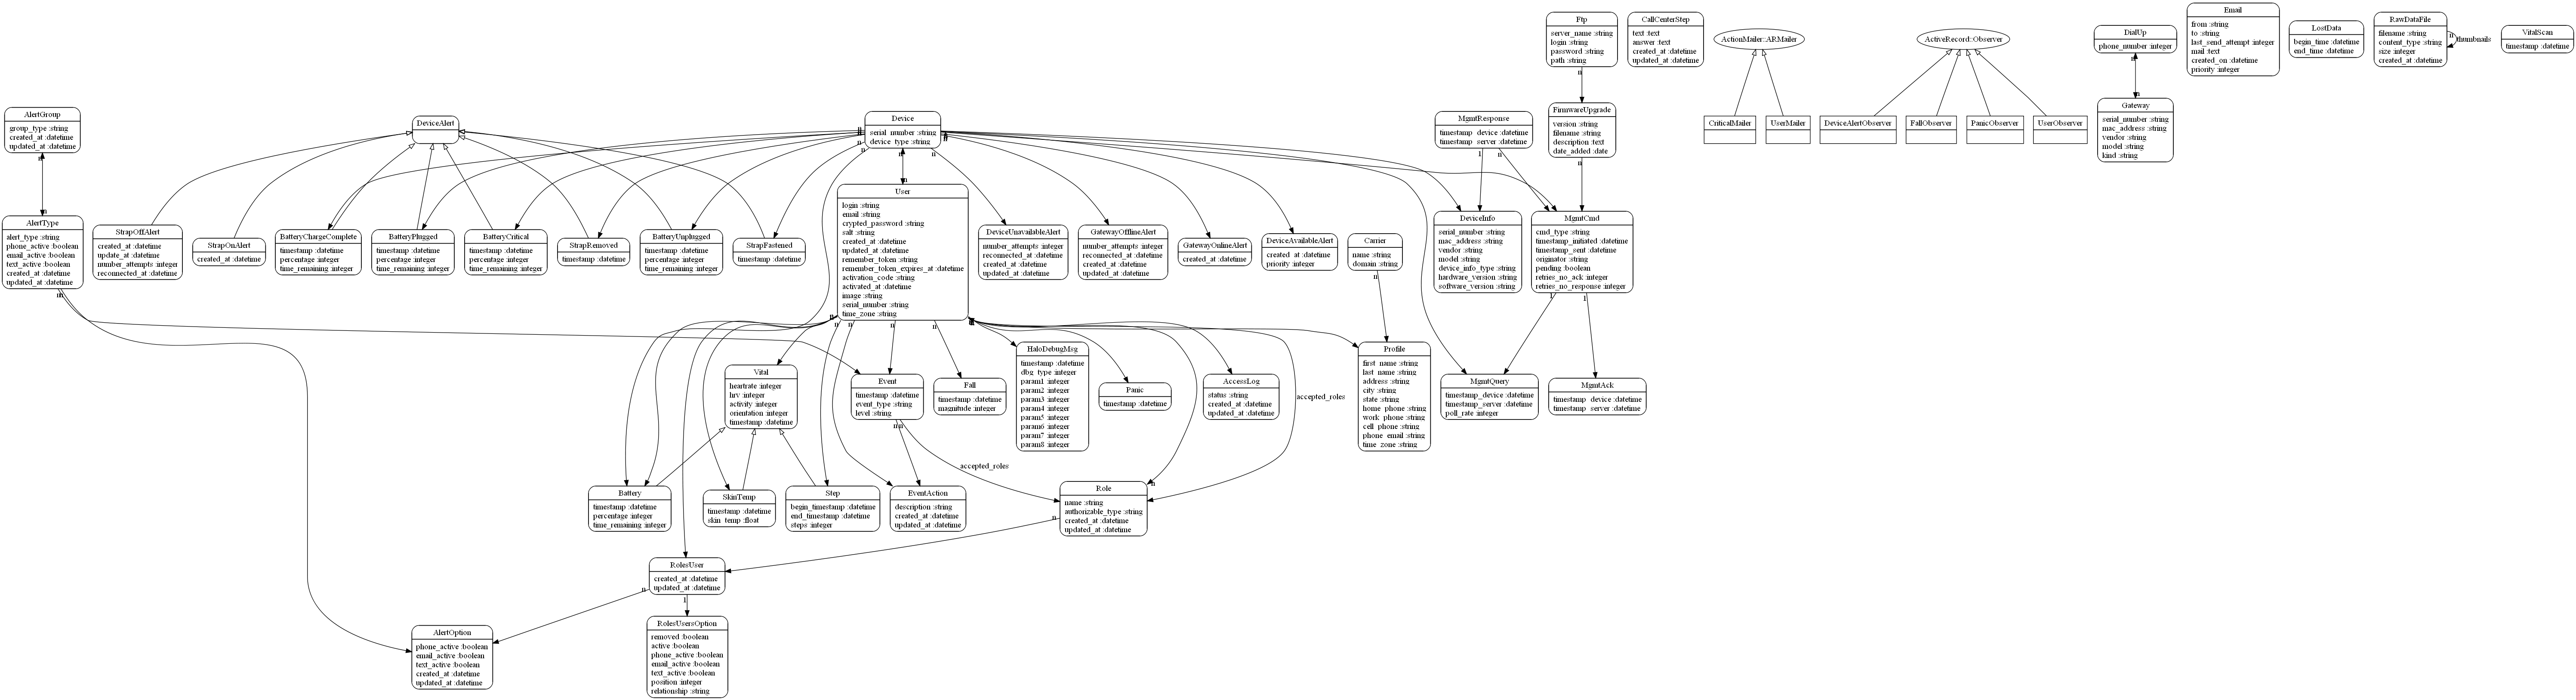 Ftp
server_name :string
login :string
password :string
path :string
CallCenterStep
text :text
answer :text
created_at :datetime
updated_at :datetime
ActionMailer::ARMailer
ActiveRecord::Observer
DialUp
phone_number :integer
Email
from :string
to :string
last_send_attempt :integer
mail :text
created_on :datetime
priority :integer
LostData
begin_time :datetime
end_time :datetime
RawDataFile
filename :string
content_type :string
size :integer
created_at :datetime
n
thumbnails
VitalScan
timestamp :datetime
AlertGroup
group_type :string
created_at :datetime
updated_at :datetime
n
n
DeviceAlert
Device
serial_number :string
device_type :string
n
n
n
n
n
MgmtResponse
timestamp_device :datetime
timestamp_server :datetime
1
n
n
FirmwareUpgrade
version :string
filename :string
description :text
date_added :date
n
CriticalMailer
UserMailer
DeviceAlertObserver
FallObserver
PanicObserver
UserObserver
n
n
Gateway
serial_number :string
mac_address :string
vendor :string
model :string
kind :string
AlertType
alert_type :string
phone_active :boolean
email_active :boolean
text_active :boolean
created_at :datetime
updated_at :datetime
StrapOffAlert
created_at :datetime
update_at :datetime
number_attempts :integer
reconnected_at :datetime
StrapOnAlert
created_at :datetime
BatteryChargeComplete
timestamp :datetime
percentage :integer
time_remaining :integer
BatteryPlugged
timestamp :datetime
percentage :integer
time_remaining :integer
BatteryCritical
timestamp :datetime
percentage :integer
time_remaining :integer
StrapRemoved
timestamp :datetime
BatteryUnplugged
timestamp :datetime
percentage :integer
time_remaining :integer
StrapFastened
timestamp :datetime
User
login :string
email :string
crypted_password :string
salt :string
created_at :datetime
updated_at :datetime
remember_token :string
remember_token_expires_at :datetime
activation_code :string
activated_at :datetime
image :string
serial_number :string
time_zone :string
DeviceUnavailableAlert
number_attempts :integer
reconnected_at :datetime
created_at :datetime
updated_at :datetime
GatewayOfflineAlert
number_attempts :integer
reconnected_at :datetime
created_at :datetime
updated_at :datetime
GatewayOnlineAlert
created_at :datetime
DeviceAvailableAlert
created_at :datetime
priority :integer
Carrier
name :string
domain :string
n
DeviceInfo
serial_number :string
mac_address :string
vendor :string
model :string
device_info_type :string
hardware_version :string
software_version :string
MgmtCmd
cmd_type :string
timestamp_initiated :datetime
timestamp_sent :datetime
originator :string
pending :boolean
retries_no_ack :integer
retries_no_response :integer
1
1
n
n
n
n
n
Vital
heartrate :integer
hrv :integer
activity :integer
orientation :integer
timestamp :datetime
Event
timestamp :datetime
event_type :string
level :string
n
n
Fall
timestamp :datetime
magnitude :integer
HaloDebugMsg
timestamp :datetime
dbg_type :integer
param1 :integer
param2 :integer
param3 :integer
param4 :integer
param5 :integer
param6 :integer
param7 :integer
param8 :integer
Panic
timestamp :datetime
AccessLog
status :string
created_at :datetime
updated_at :datetime
accepted_roles
Profile
first_name :string
last_name :string
address :string
city :string
state :string
home_phone :string
work_phone :string
cell_phone :string
phone_email :string
time_zone :string
MgmtQuery
timestamp_device :datetime
timestamp_server :datetime
poll_rate :integer
MgmtAck
timestamp_device :datetime
timestamp_server :datetime
accepted_roles
Battery
timestamp :datetime
percentage :integer
time_remaining :integer
SkinTemp
timestamp :datetime
skin_temp :float
Step
begin_timestamp :datetime
end_timestamp :datetime
steps :integer
EventAction
description :string
created_at :datetime
updated_at :datetime
Role
name :string
authorizable_type :string
created_at :datetime
updated_at :datetime
n
n
RolesUser
created_at :datetime
updated_at :datetime
n
1
AlertOption
phone_active :boolean
email_active :boolean
text_active :boolean
created_at :datetime
updated_at :datetime
RolesUsersOption
removed :boolean
active :boolean
phone_active :boolean
email_active :boolean
text_active :boolean
position :integer
relationship :string